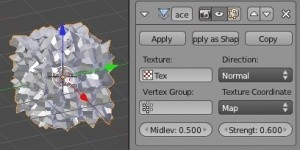 ace
Apply
pply as Shap
Copy
Texture:
Direction:
Tex
Normal
Vertex Group:
Texture Coordinate
Map
Midlev: 0.500
Strengt: 0.600